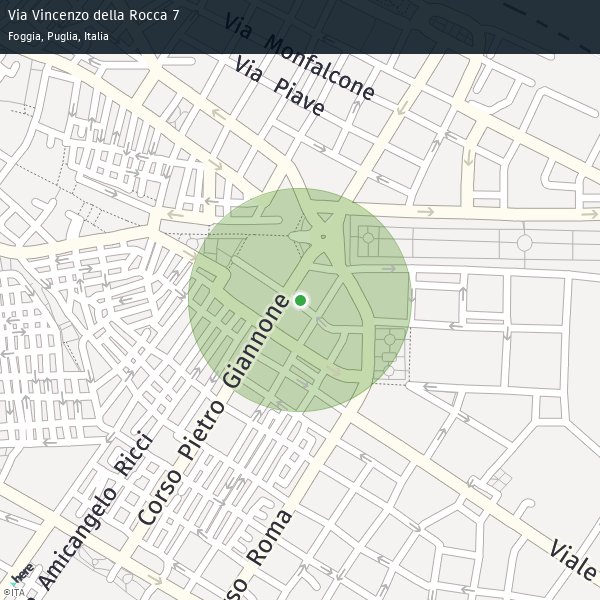 Via Vincenzo della Rocca 7
Foggia, Puglia, Italia
Via Monfalcone
Via Piave
Corso Pietro Giannone
Amicangelo Ricci
so Roma
Viale
here
©ITA